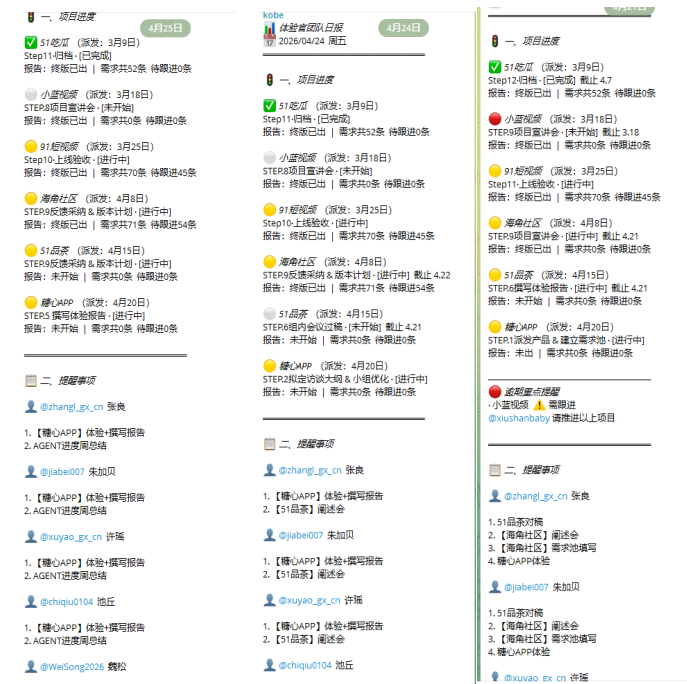 🚦 一、项目进度
4月25日
✅ 51吃瓜 （派发：3月9日）
Step11·归档 · [已完成]
报告：终版已出 | 需求共52条 待跟进0条
⚪ 小蓝视频 （派发：3月18日）
STEP.8项目宣讲会 · [未开始]
报告：终版已出 | 需求共0条 待跟进0条
🟡 91短视频 （派发：3月25日）
Step10·上线验收 · [进行中]
报告：终版已出 | 需求共70条 待跟进45条
🟡 海角社区 （派发：4月8日）
STEP.9反馈采纳 & 版本计划 · [进行中]
报告：终版已出 | 需求共71条 待跟进54条
🟡 51品茶 （派发：4月15日）
STEP.9反馈采纳 & 版本计划 · [进行中]
报告：未开始 | 需求共0条 待跟进0条
🟡 糖心APP （派发：4月20日）
STEP.5 撰写体验报告 · [进行中]
报告：未开始 | 需求共0条 待跟进0条
📋 二、提醒事项
👤 @zhangl_gx_cn 张良
1. 【糖心APP】体验+撰写报告
2. AGENT进度周总结
👤 @jiabei007 朱加贝
1. 【糖心APP】体验+撰写报告
2. AGENT进度周总结
👤 @xuyao_gx_cn 许瑶
1. 【糖心APP】体验+撰写报告
2. AGENT进度周总结
👤 @chiqiu0104 池丘
1. 【糖心APP】体验+撰写报告
2. AGENT进度周总结
👤 @WeiSong2026 魏松
kobe
📊 体验官团队日报
📅 2026/04/24 周五
4月24日
🚦 一、项目进度
✅ 51吃瓜 （派发：3月9日）
Step11·归档 · [已完成]
报告：终版已出 | 需求共52条 待跟进0条
⚪ 小蓝视频 （派发：3月18日）
STEP.8项目宣讲会 · [未开始]
报告：终版已出 | 需求共0条 待跟进0条
🟡 91短视频 （派发：3月25日）
Step10·上线验收 · [进行中]
报告：终版已出 | 需求共70条 待跟进45条
🟡 海角社区 （派发：4月8日）
STEP.9反馈采纳 & 版本计划 · [进行中] 截止 4.22
报告：终版已出 | 需求共71条 待跟进54条
⚪ 51品茶 （派发：4月15日）
STEP.6组内会议过稿 · [未开始] 截止 4.21
报告：未开始 | 需求共0条 待跟进0条
🟡 糖心APP （派发：4月20日）
STEP.2拟定访谈大纲 & 小组优化 · [进行中]
报告：未开始 | 需求共0条 待跟进0条
📋 二、提醒事项
👤 @zhangl_gx_cn 张良
1. 【糖心APP】体验+撰写报告
2. 【51品茶】阐述会
👤 @jiabei007 朱加贝
1. 【糖心APP】体验+撰写报告
2. 【51品茶】阐述会
👤 @xuyao_gx_cn 许瑶
1. 【糖心APP】体验+撰写报告
2. 【51品茶】阐述会
👤 @chiqiu0104 池丘
4月21日
🚦 一、项目进度
✅ 51吃瓜 （派发：3月9日）
Step12·归档 · [已完成] 截止 4.7
报告：终版已出 | 需求共52条 待跟进0条
🔴 小蓝视频 （派发：3月18日）
STEP.9项目宣讲会 · [未开始] 截止 3.18
报告：终版已出 | 需求共0条 待跟进0条
🟡 91短视频 （派发：3月25日）
Step11·上线验收 · [进行中]
报告：终版已出 | 需求共70条 待跟进45条
🟡 海角社区 （派发：4月8日）
STEP.9项目宣讲会 · [进行中] 截止 4.21
报告：终版已出 | 需求共0条 待跟进0条
🟡 51品茶 （派发：4月15日）
STEP.6撰写体验报告 · [进行中] 截止 4.21
报告：未开始 | 需求共0条 待跟进0条
🟡 糖心APP （派发：4月20日）
STEP.1派发产品 & 建立需求池 · [进行中]
报告：未出 | 需求共0条 待跟进0条
🔴 逾期重点提醒
· 小蓝视频 ⚠️ 需跟进
@xiushanbaby 请推进以上项目
📋 二、提醒事项
👤 @zhangl_gx_cn 张良
1. 51品茶对稿
2. 【海角社区】阐述会
3. 【海角社区】需求池填写
4. 糖心APP体验
👤 @jiabei007 朱加贝
1. 51品茶对稿
2. 【海角社区】阐述会
3. 【海角社区】需求池填写
4. 糖心APP体验
👤 @xuyao_gx_cn 许瑶